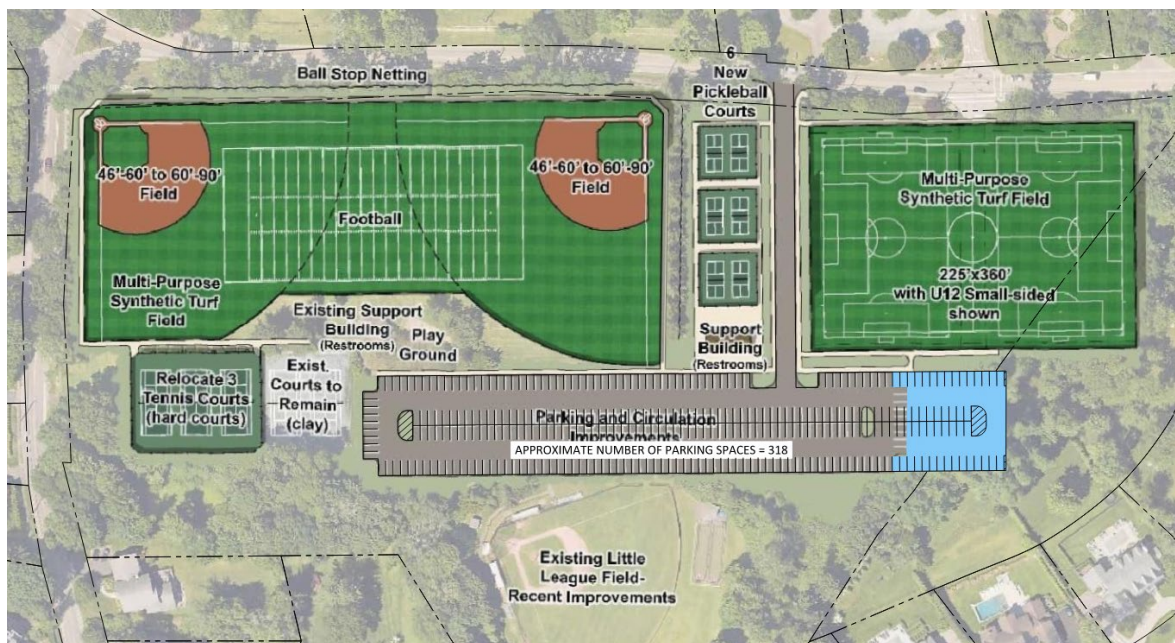 Ball Stop Netting
6
New
Pickleball
Courts
46'-60' to 60'-90'
Field
46'-60' to 60'-90'
Field
Football
Multi-Purpose
Synthetic Turf Field
225'x360'
with U12 Small-sided
shown
Multi-Purpose
Synthetic Turf
Field
Existing Support
Building
(Restrooms)
Play
Ground
Support
Building
(Restrooms)
Relocate 3
Tennis Courts
(hard courts)
Exist.
Courts to
Remain
(clay)
Parking and Circulation
Improvements
APPROXIMATE NUMBER OF PARKING SPACES = 318
Existing Little
League Field-
Recent Improvements